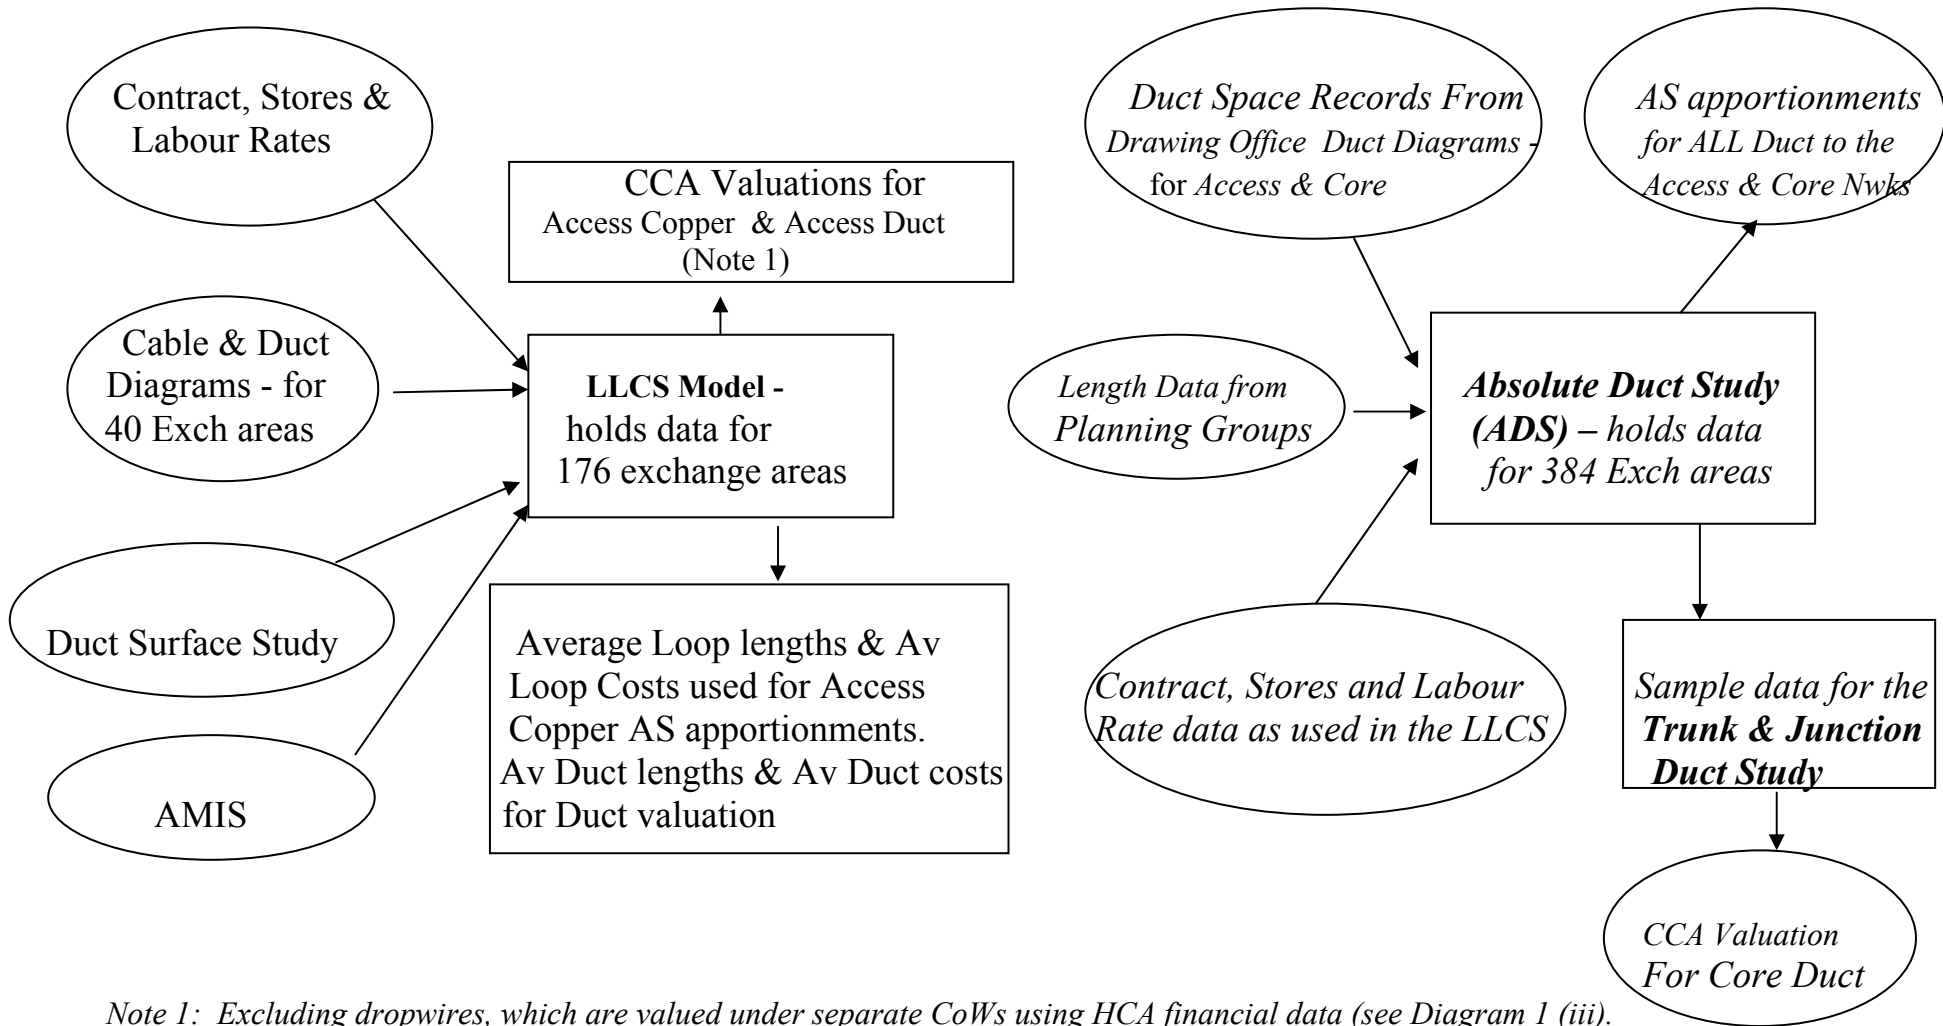 Contract, Stores &
Labour Rates
CCA Valuations for
Access Copper & Access Duct
(Note 1)
Cable & Duct
Diagrams - for
40 Exch areas
LLCS Model -
holds data for
176 exchange areas
Duct Surface Study
AMIS
Average Loop lengths & Av
Loop Costs used for Access
Copper AS apportionments.
Av Duct lengths & Av Duct costs
for Duct valuation
Duct Space Records From
Drawing Office Duct Diagrams -
for Access & Core
AS apportionments
for ALL Duct to the
Access & Core Nwks
Length Data from
Planning Groups
Absolute Duct Study
(ADS) – holds data
for 384 Exch areas
Contract, Stores and Labour
Rate data as used in the LLCS
Sample data for the
Trunk & Junction
Duct Study
CCA Valuation
For Core Duct
Note 1: Excluding dropwires, which are valued under separate CoWs using HCA financial data (see Diagram 1 (iii).